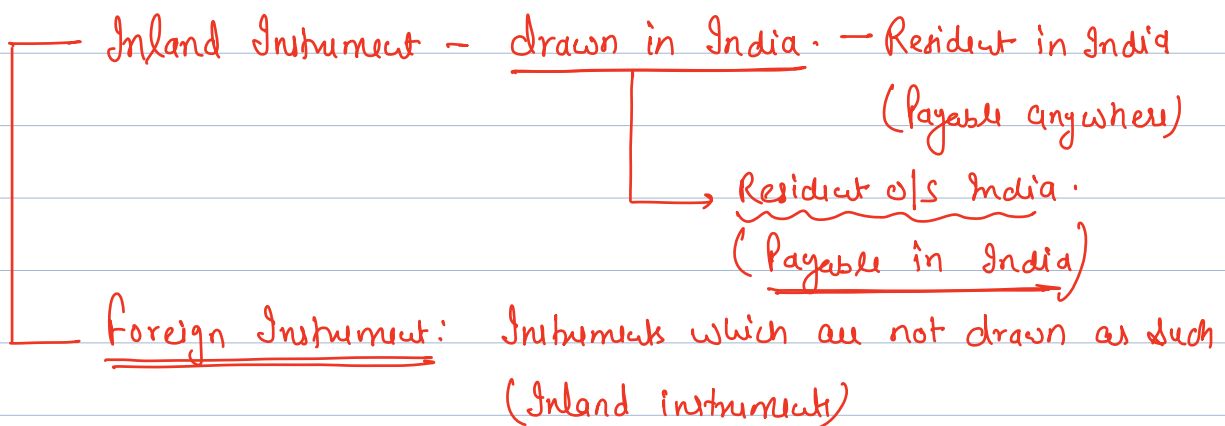 Inland Instrument - drawn in India. - Resident in India
(Payable anywhere)
Resident o/s India.
(Payable in India)
Foreign Instrument: Instruments which are not drawn as such
(Inland instruments)